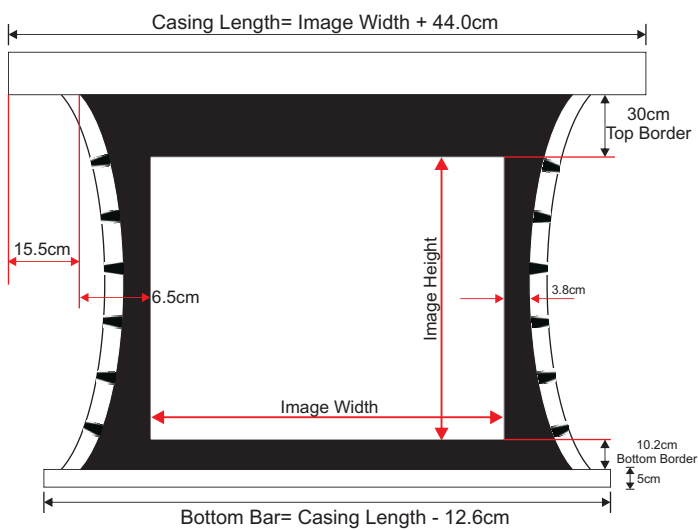 Casing Length= Image Width + 44.0cm
30cm
Top Border
15.5cm
6.5cm
Image Height
3.8cm
Image Width
10.2cm
Bottom Border
5cm
Bottom Bar= Casing Length - 12.6cm